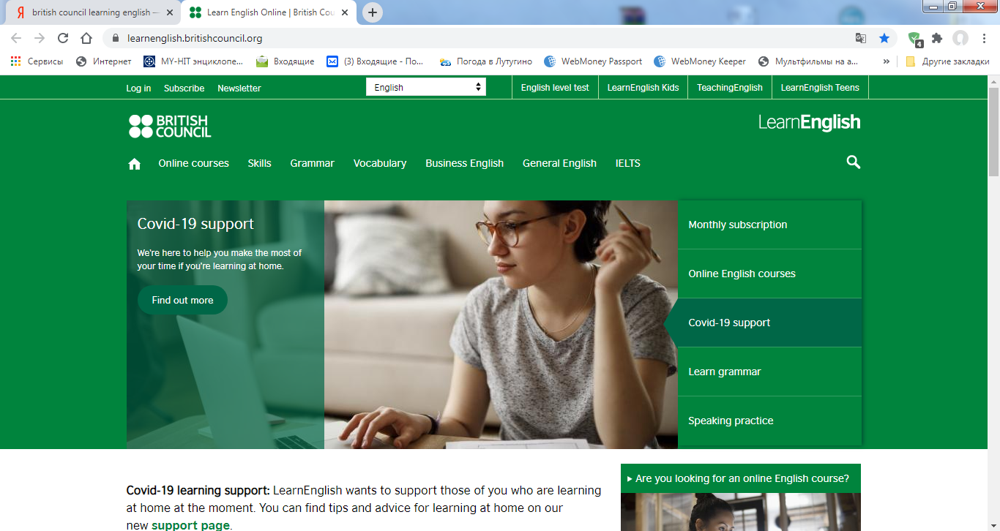 british council learning english —
Learn English Online | British Cou
learnenglish.britishcouncil.org
4
Сервисы
Интернет
MY-HIT энциклопе...
Входящие
(3) Входящие - По...
Погода в Лутугино
WebMoney Passport
WebMoney Keeper
Мультфильмы на а...
»
Другие закладки
Log in
Subscribe
Newsletter
English
English level test
LearnEnglish Kids
TeachingEnglish
LearnEnglish Teens
BRITISH
COUNCIL
LearnEnglish
Online courses
Skills
Grammar
Vocabulary
Business English
General English
IELTS
Covid-19 support
We're here to help you make the most of
your time if you're learning at home.
Find out more
Monthly subscription
Online English courses
Covid-19 support
Learn grammar
Speaking practice
Covid-19 learning support: LearnEnglish wants to support those of you who are learning
at home at the moment. You can find tips and advice for learning at home on our
new support page.
Are you looking for an online English course?